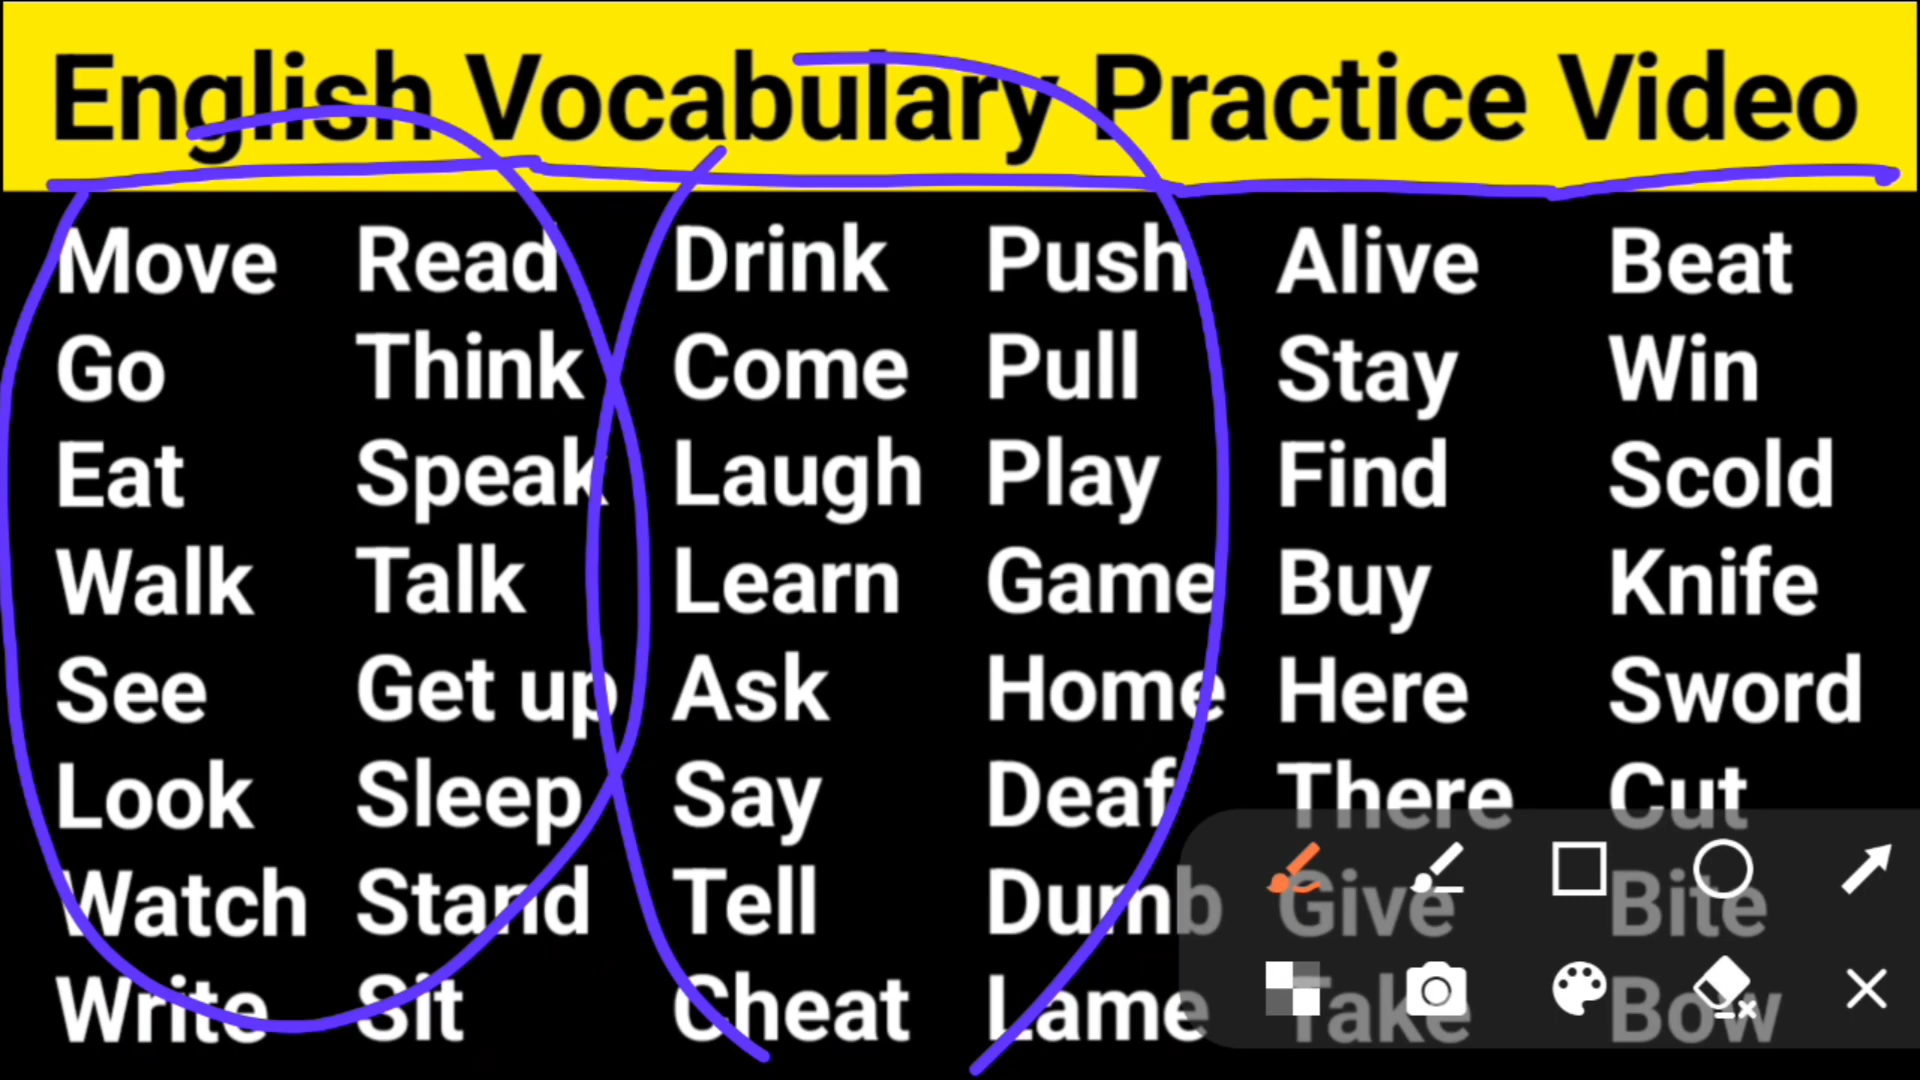 English Vocabulary Practice Video
Move Read Drink Push Alive Beat
Go Think Come Pull Stay Win
Eat Speak Laugh Play Find Scold
Walk Talk Learn Game Buy Knife
See Get up Ask Home Here Sword
Look Sleep Say Deaf There Cut
Watch Stand Tell Dumb Give Bite
Write Sit Cheat Lame Take Bow